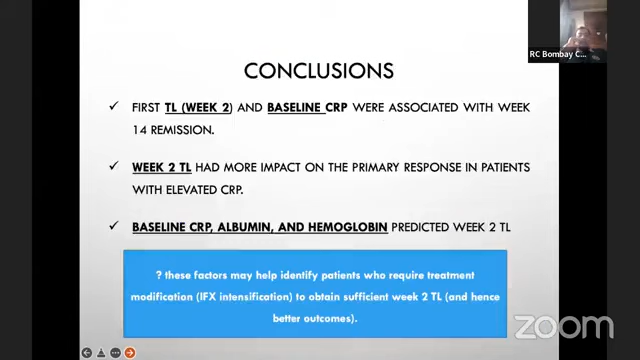 RC Bombay C...
CONCLUSIONS
✓ FIRST TL (WEEK 2) AND BASELINE CRP WERE ASSOCIATED WITH WEEK
14 REMISSION.
✓ WEEK 2 TL HAD MORE IMPACT ON THE PRIMARY RESPONSE IN PATIENTS
WITH ELEVATED CRP.
✓ BASELINE CRP, ALBUMIN, AND HEMOGLOBIN PREDICTED WEEK 2 TL
? these factors may help identify patients who require treatment
modification (IFX intensification) to obtain sufficient week 2 TL (and hence
better outcomes).
zoom